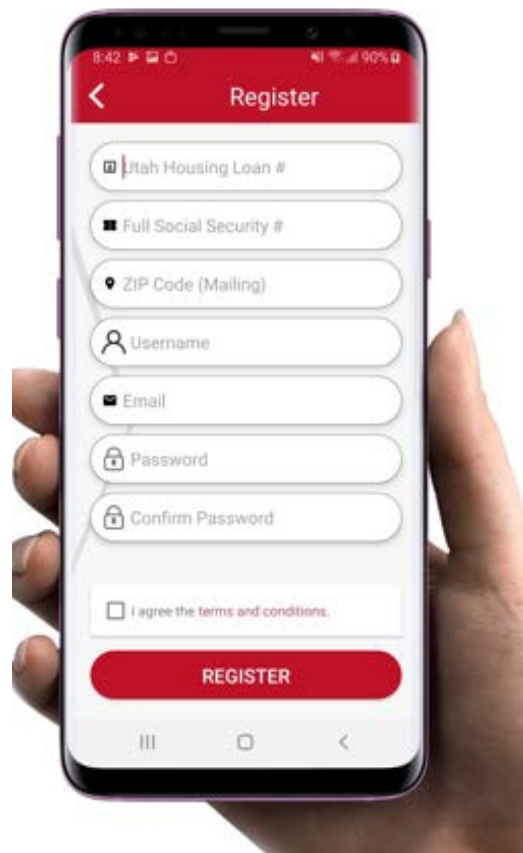 8:42 90%
Register
Utah Housing Loan #
Full Social Security #
ZIP Code (Mailing)
Username
Email
Password
Confirm Password
I agree the terms and conditions.
REGISTER